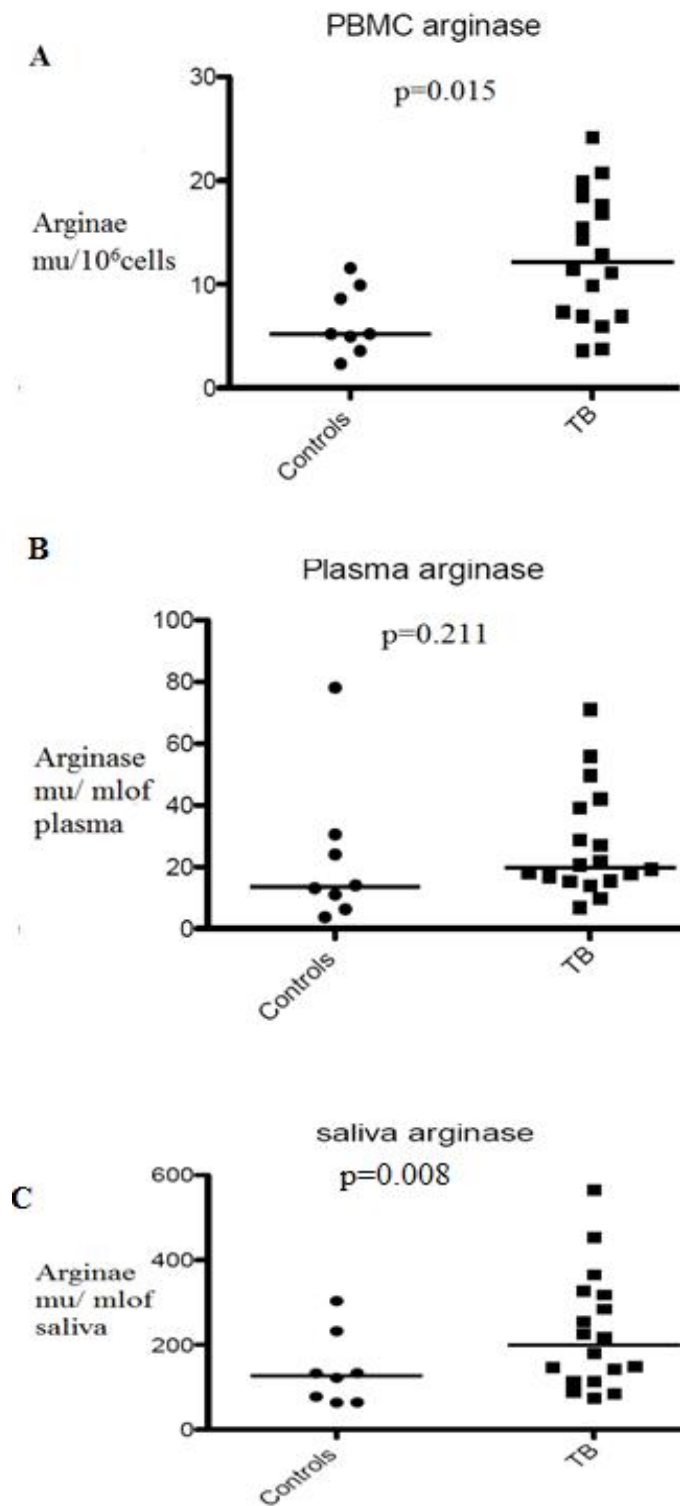 PBMC arginase
A
p=0.015
30
20
10
0
Arginae
mu/10⁶cells
Controls
TB
B
Plasma arginase
p=0.211
100
80
60
40
20
0
Arginase
mu/ mlof
plasma
Controls
TB
saliva arginase
p=0.008
C
600
400
200
0
Arginae
mu/ mlof
saliva
Controls
TB